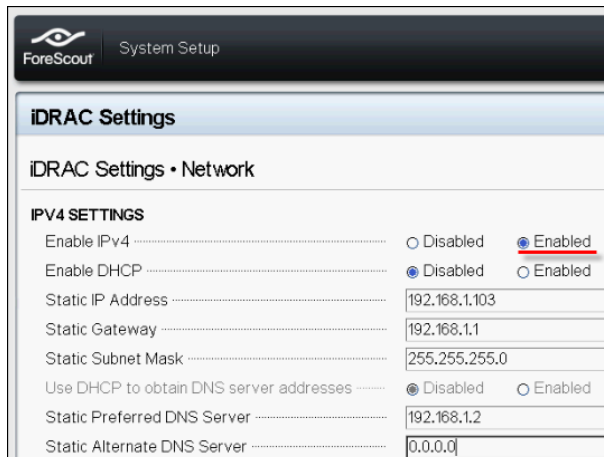 ForeScout
System Setup
iDRAC Settings
iDRAC Settings • Network
IPV4 SETTINGS
Enable IPv4 Disabled Enabled
Enable DHCP Disabled Enabled
Static IP Address 192.168.1.103
Static Gateway 192.168.1.1
Static Subnet Mask 255.255.255.0
Use DHCP to obtain DNS server addresses Disabled Enabled
Static Preferred DNS Server 192.168.1.2
Static Alternate DNS Server 0.0.0.0